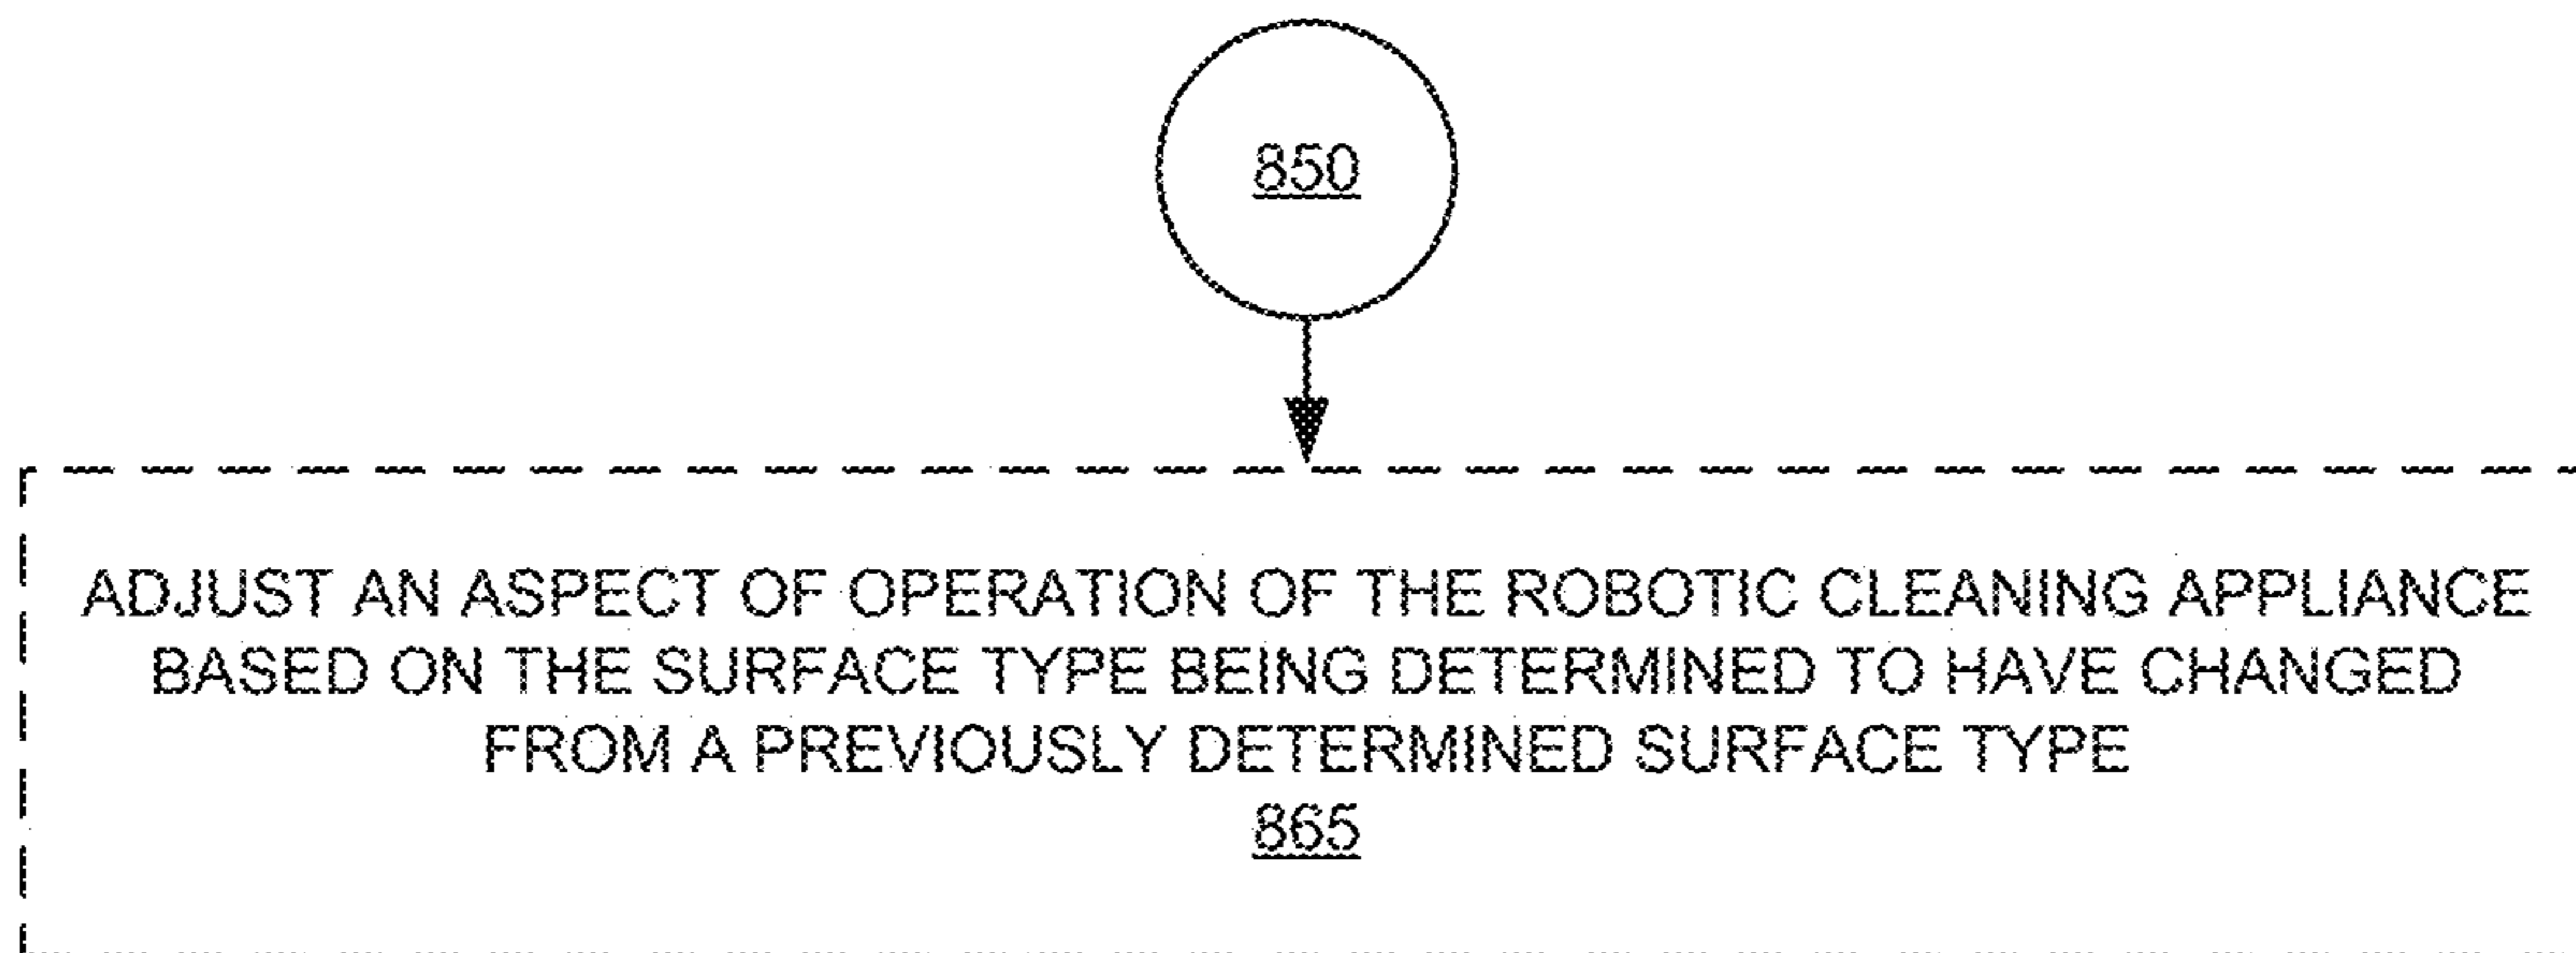 850
ADJUST AN ASPECT OF OPERATION OF THE ROBOTIC CLEANING APPLIANCE
BASED ON THE SURFACE TYPE BEING DETERMINED TO HAVE CHANGED
FROM A PREVIOUSLY DETERMINED SURFACE TYPE
865